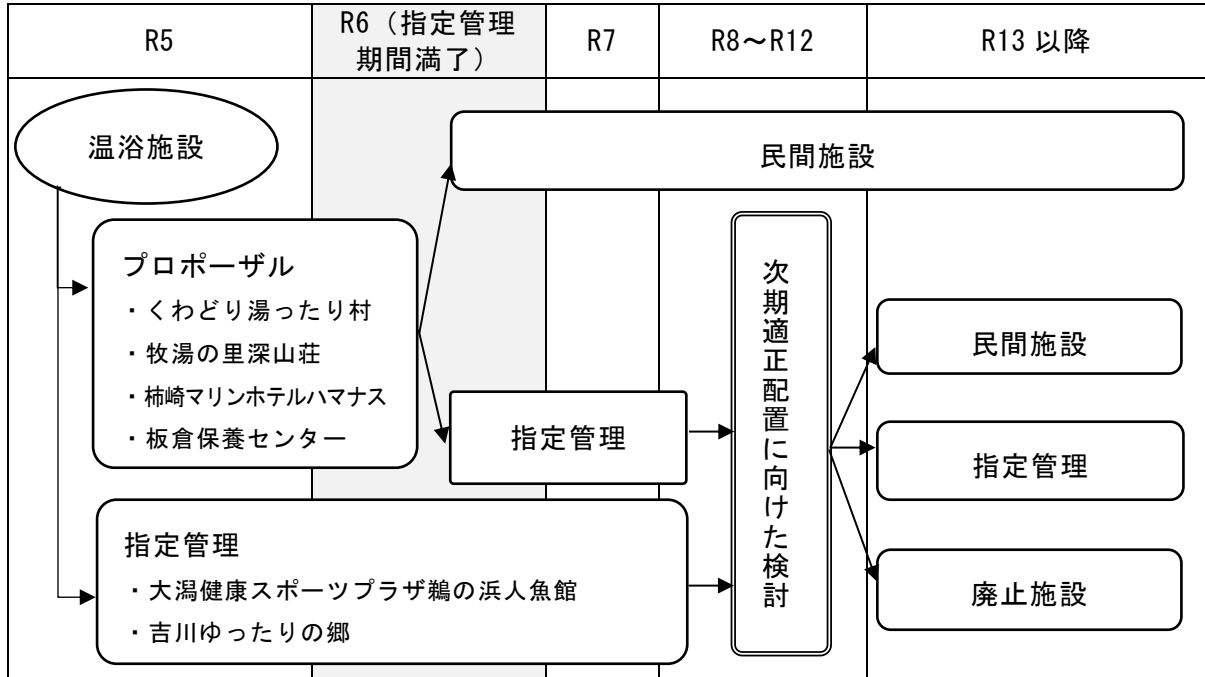 R5
R6（指定管理
期間満了）
R7
R8～R12
R13 以降
温浴施設
民間施設
プロポーザル
・くわどり湯ったり村
・牧湯の里深山荘
・柿崎マリンホテルハマナス
・板倉保養センター
指定管理
次期適正配置に向けた検討
民間施設
指定管理
廃止施設
指定管理
・大潟健康スポーツプラザ鵜の浜人魚館
・吉川ゆったりの郷